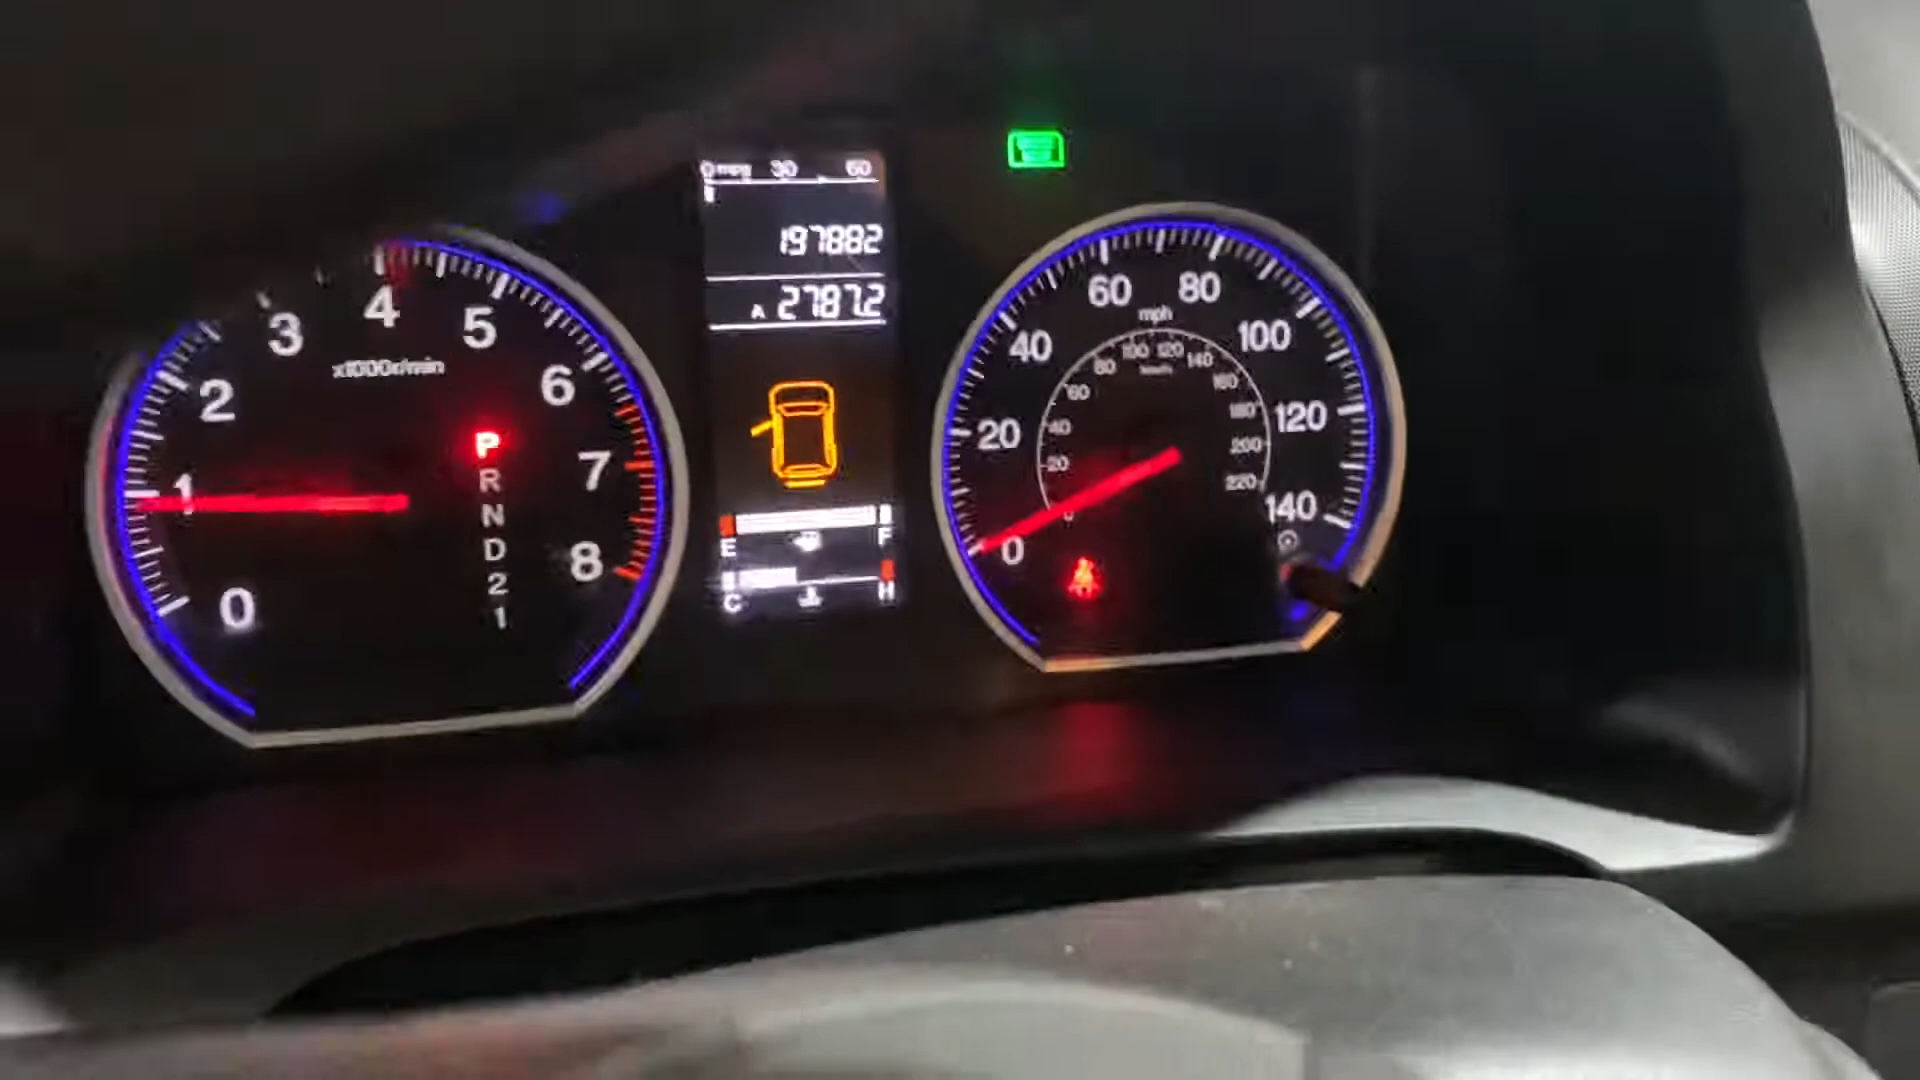 0 mpg 30 60
197882
A 2787.2
E F
C H
0 1 2 3 4 5 6 7 8
x1000r/min
P
R
N
D
2
1
0 20 40 60 80 100 120 140
mph
0 20 40 60 80 100 120 140 160 180 200 220
km/h